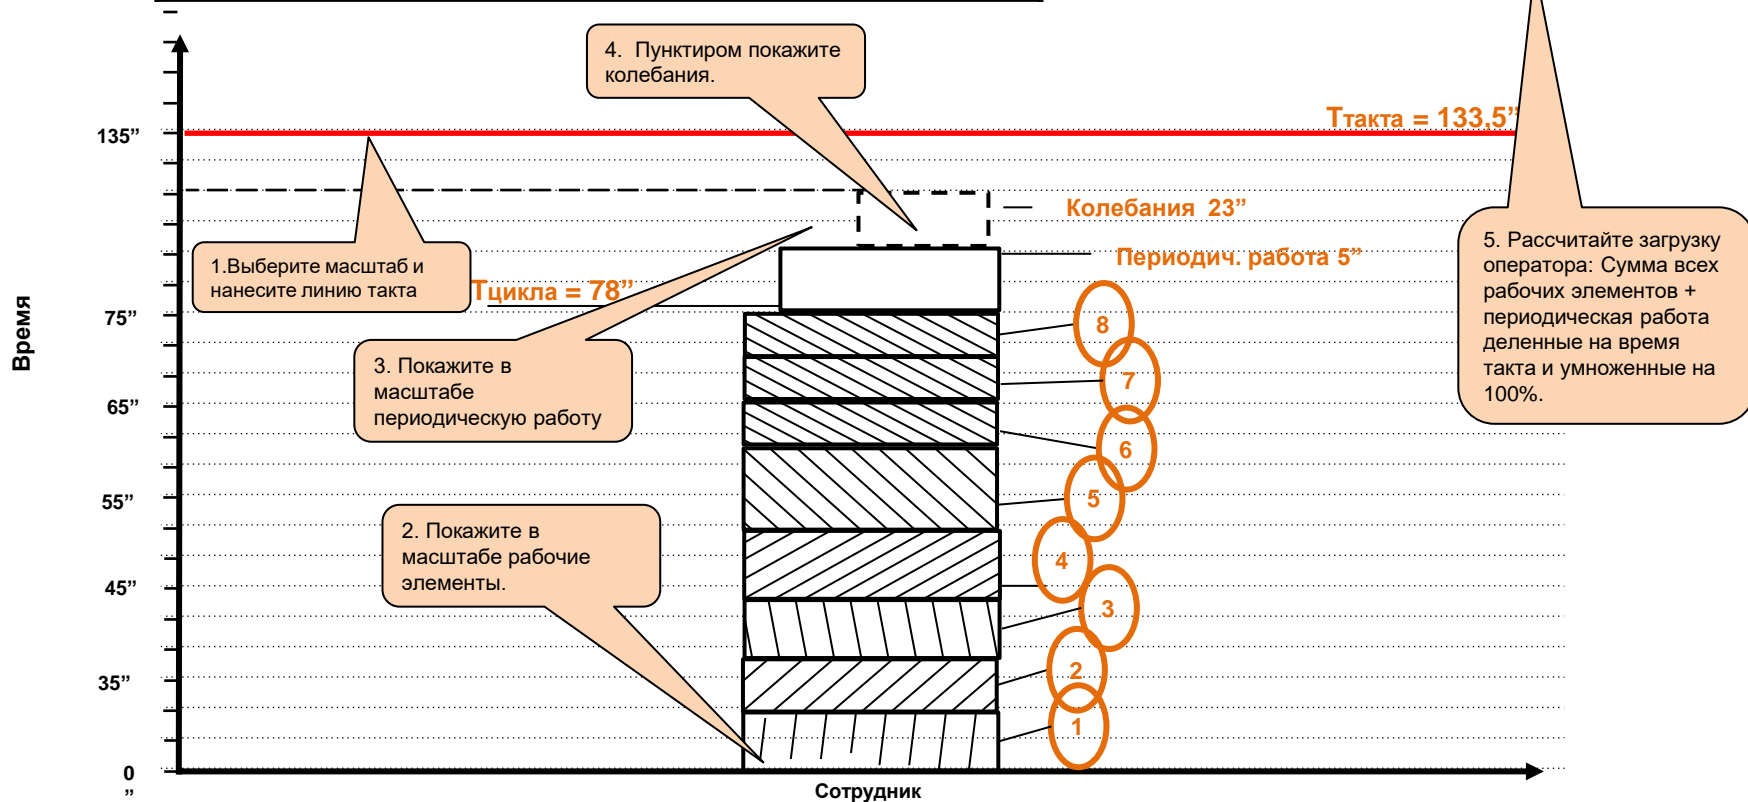 4. Пунктиром покажите
колебания.
Tтакта = 133,5”
135”
Колебания 23”
5. Рассчитайте загрузку
оператора: Сумма всех
рабочих элементов +
периодическая работа
деленные на время
такта и умноженные на
100%.
1.Выберите масштаб и
нанесите линию такта
Периодич. работа 5”
Tцикла = 78”
75”
8
Время
3. Покажите в
масштабе
периодическую работу
7
65”
6
55”
5
2. Покажите в
масштабе рабочие
элементы.
4
45”
3
35”
2
1
0
”
Сотрудник